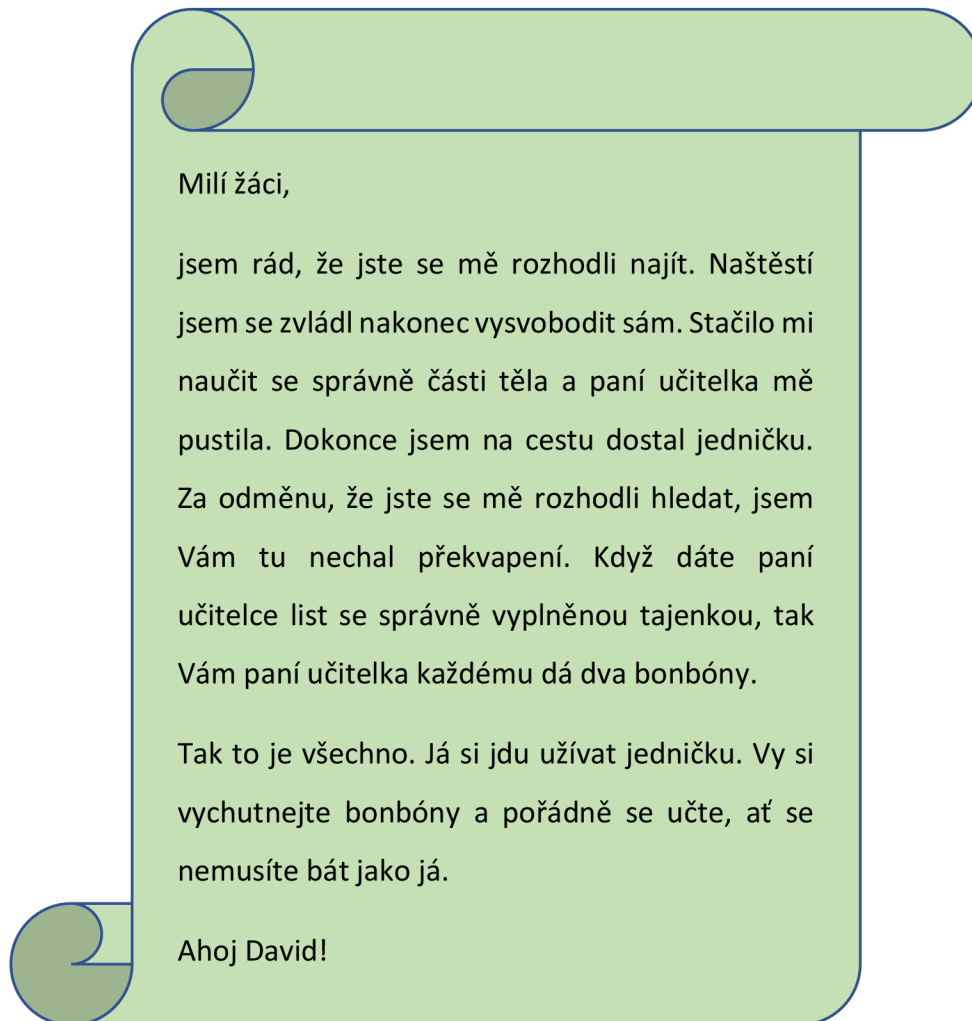 Milí žáci,
jsem rád, že jste se mě rozhodli najít. Naštěstí
jsem se zvládl nakonec vysvobodit sám. Stačilo mi
naučit se správně části těla a paní učitelka mě
pustila. Dokonce jsem na cestu dostal jedničku.
Za odměnu, že jste se mě rozhodli hledat, jsem
Vám tu nechal překvapení. Když dáte paní
učitelce list se správně vyplněnou tajenkou, tak
Vám paní učitelka každému dá dva bonbóny.
Tak to je všechno. Já si jdu užívat jedničku. Vy si
vychutnejte bonbóny a pořádně se učte, ať se
nemusíte bát jako já.
Ahoj David!